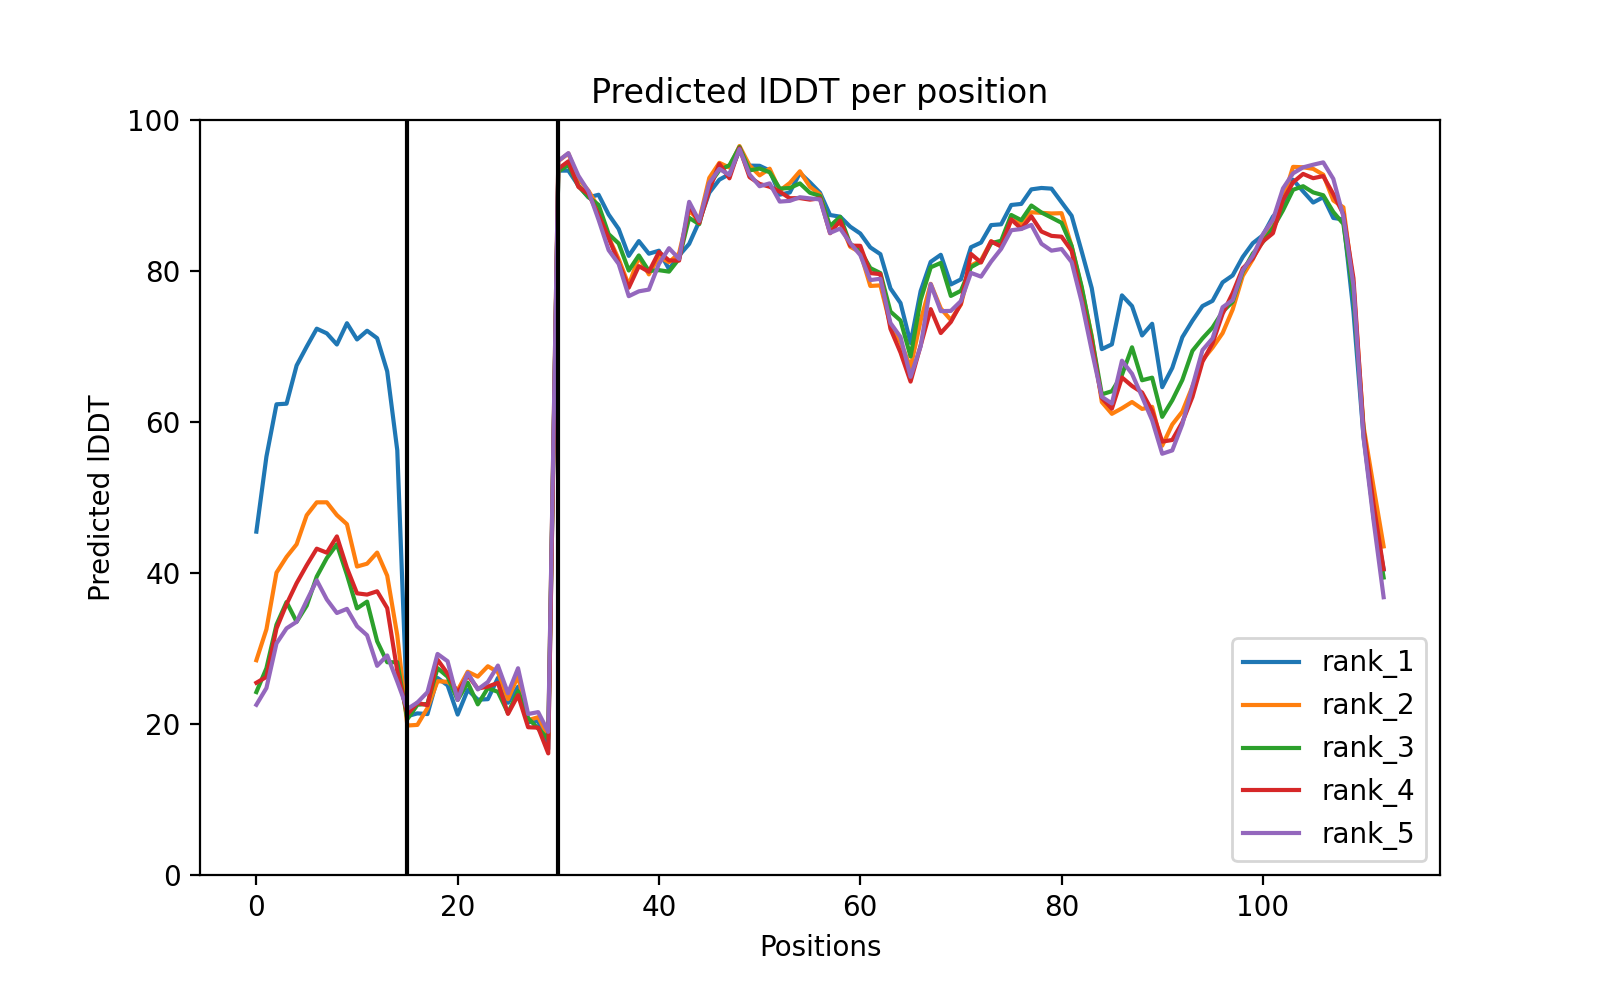 Predicted lDDT per position
100
80
60
40
20
0
Predicted lDDT
0 20 40 60 80 100
Positions
rank_1
rank_2
rank_3
rank_4
rank_5